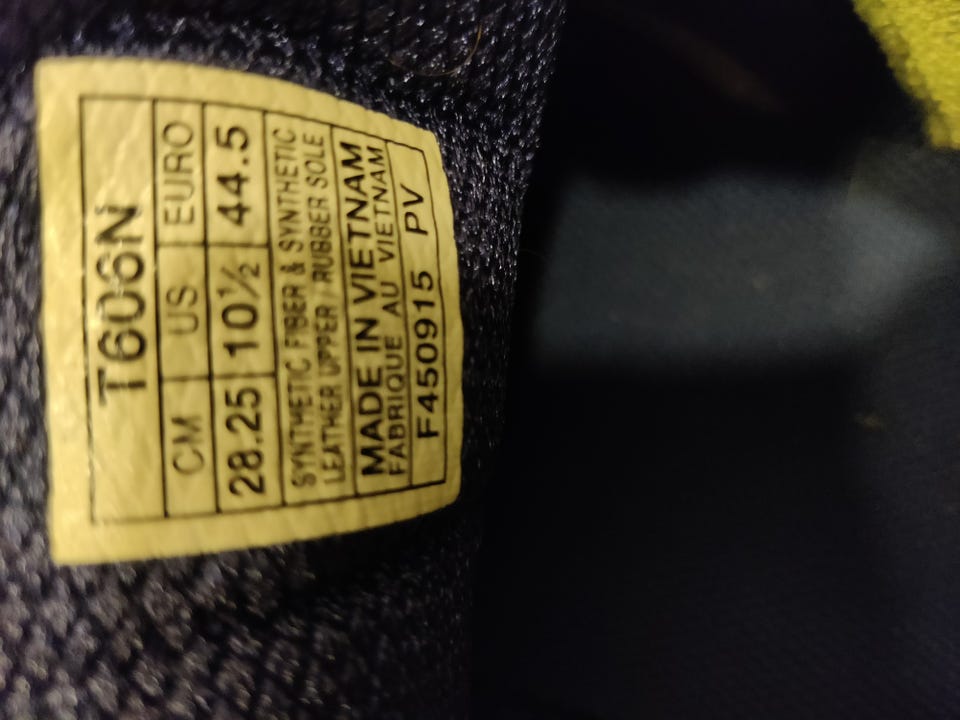 T606N
CM US EURO
28.25 10½ 44.5
SYNTHETIC FIBER & SYNTHETIC
LEATHER UPPER / RUBBER SOLE
MADE IN VIETNAM
FABRIQUE AU VIETNAM
F450915 PV